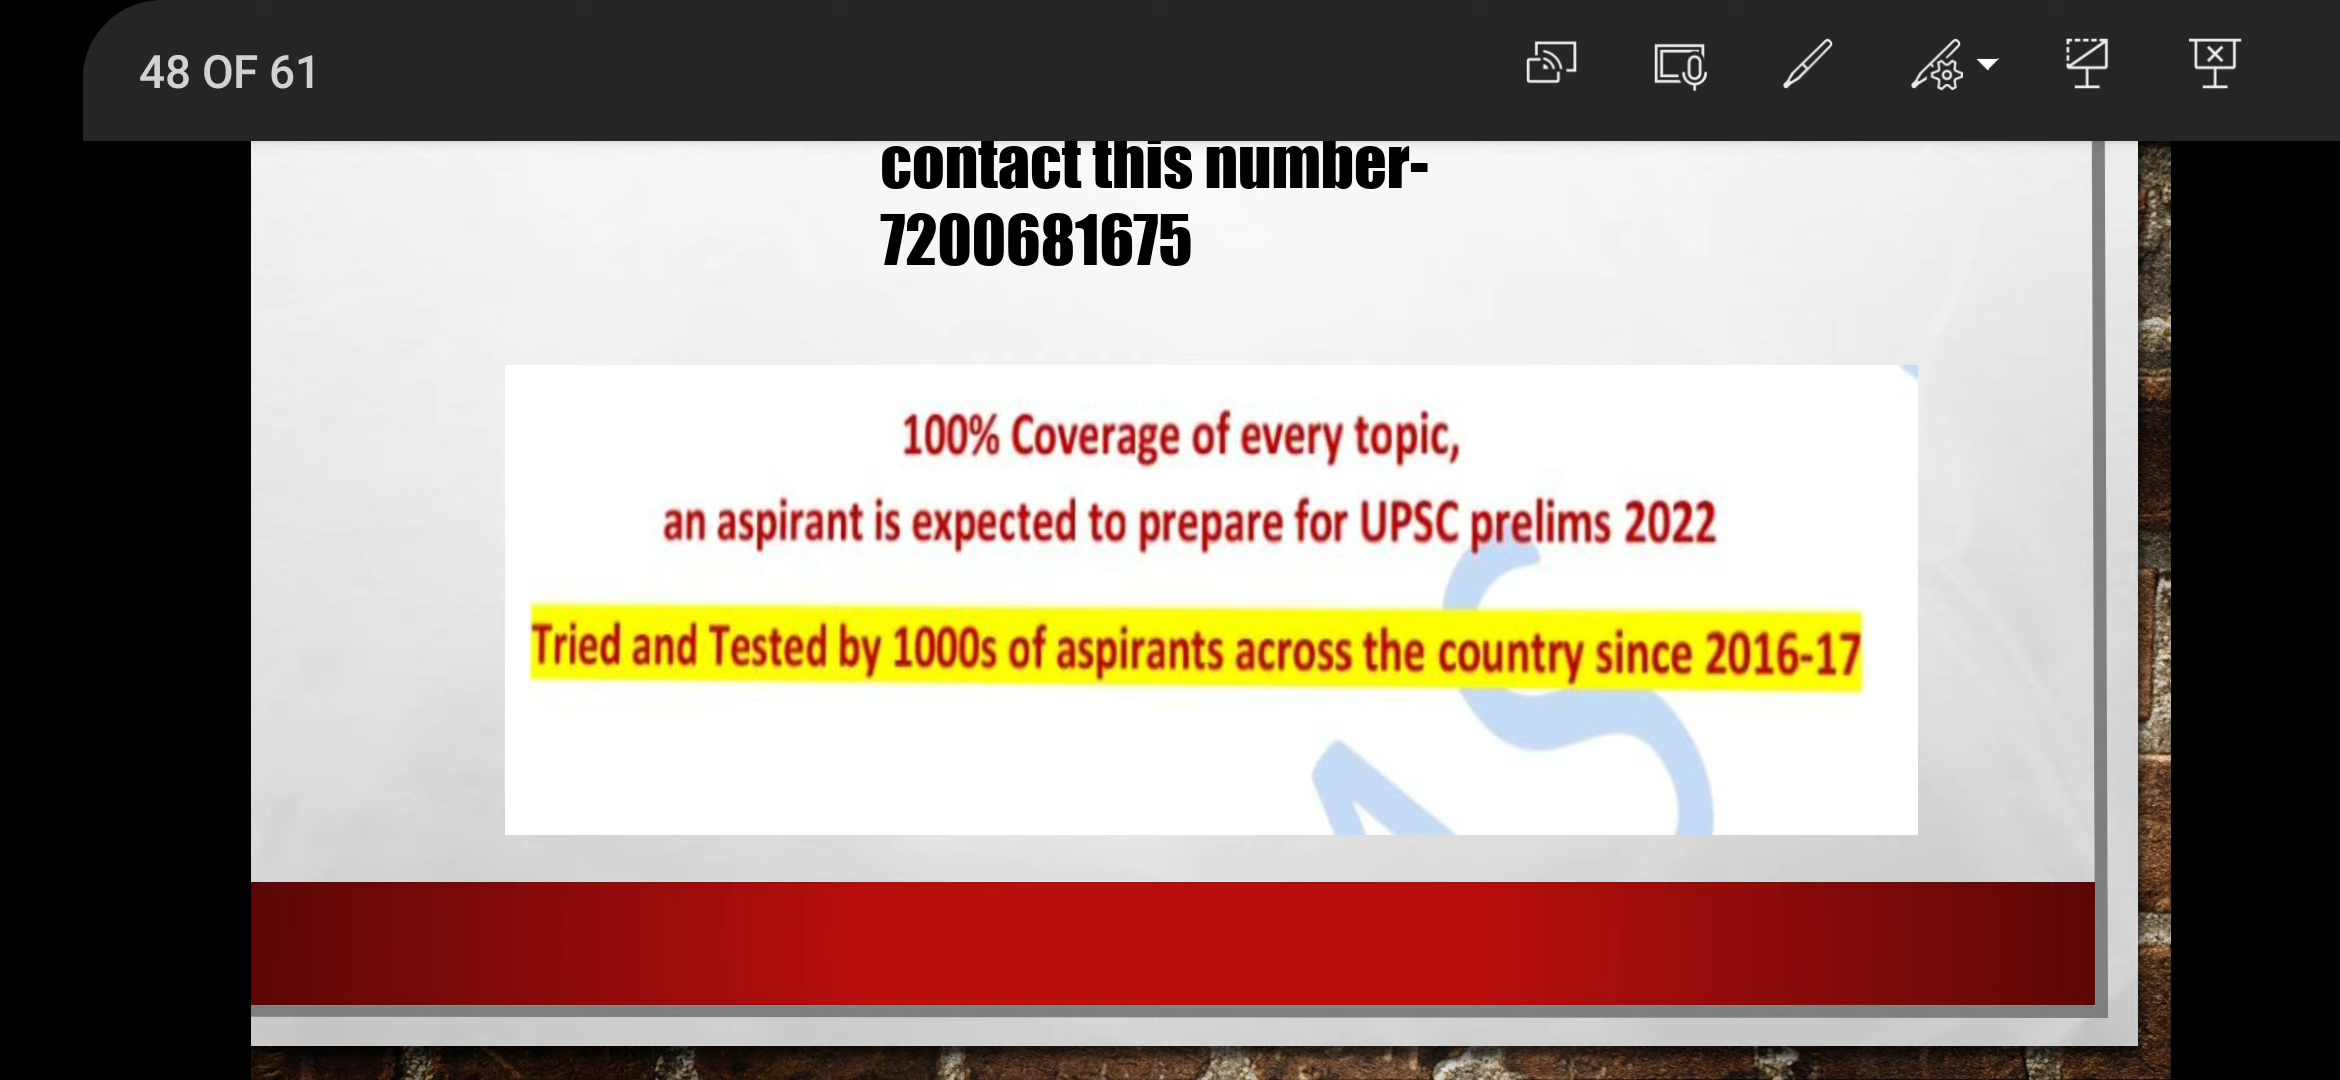 48 OF 61
contact this number-
7200681675
100% Coverage of every topic,
an aspirant is expected to prepare for UPSC prelims 2022
Tried and Tested by 1000s of aspirants across the country since 2016-17